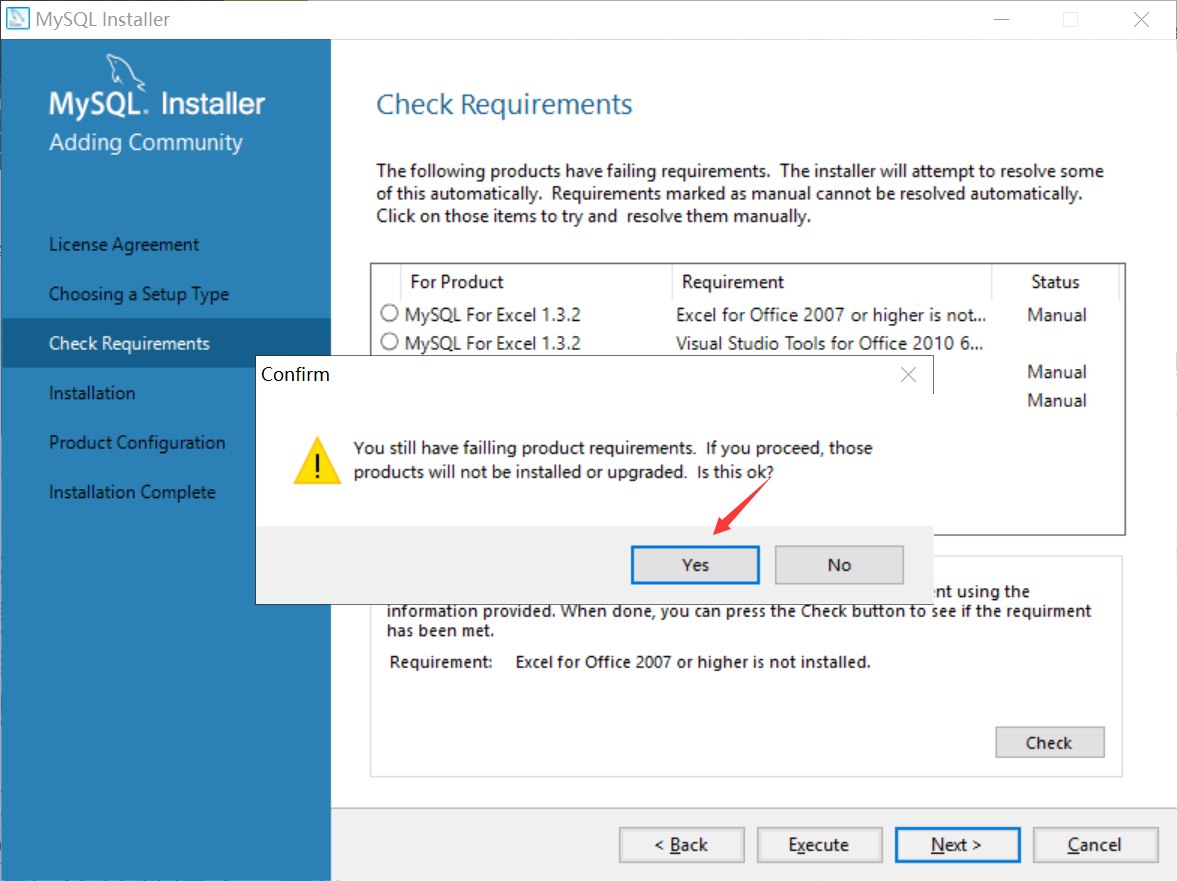 MySQL Installer
MySQL. Installer
Adding Community
License Agreement
Choosing a Setup Type
Check Requirements
Installation
Product Configuration
Installation Complete
Check Requirements
The following products have failing requirements.  The installer will attempt to resolve some
of this automatically.  Requirements marked as manual cannot be resolved automatically.
Click on those items to try and  resolve them manually.
For Product Requirement Status
MySQL For Excel 1.3.2 Excel for Office 2007 or higher is not... Manual
MySQL For Excel 1.3.2 Visual Studio Tools for Office 2010 6...
Manual
Manual
Confirm
You still have failling product requirements.  If you proceed, those
products will not be installed or upgraded.  Is this ok?
Yes No
using the
information provided. When done, you can press the Check button to see if the requirment
has been met.
Requirement: Excel for Office 2007 or higher is not installed.
Check
< Back Execute Next > Cancel